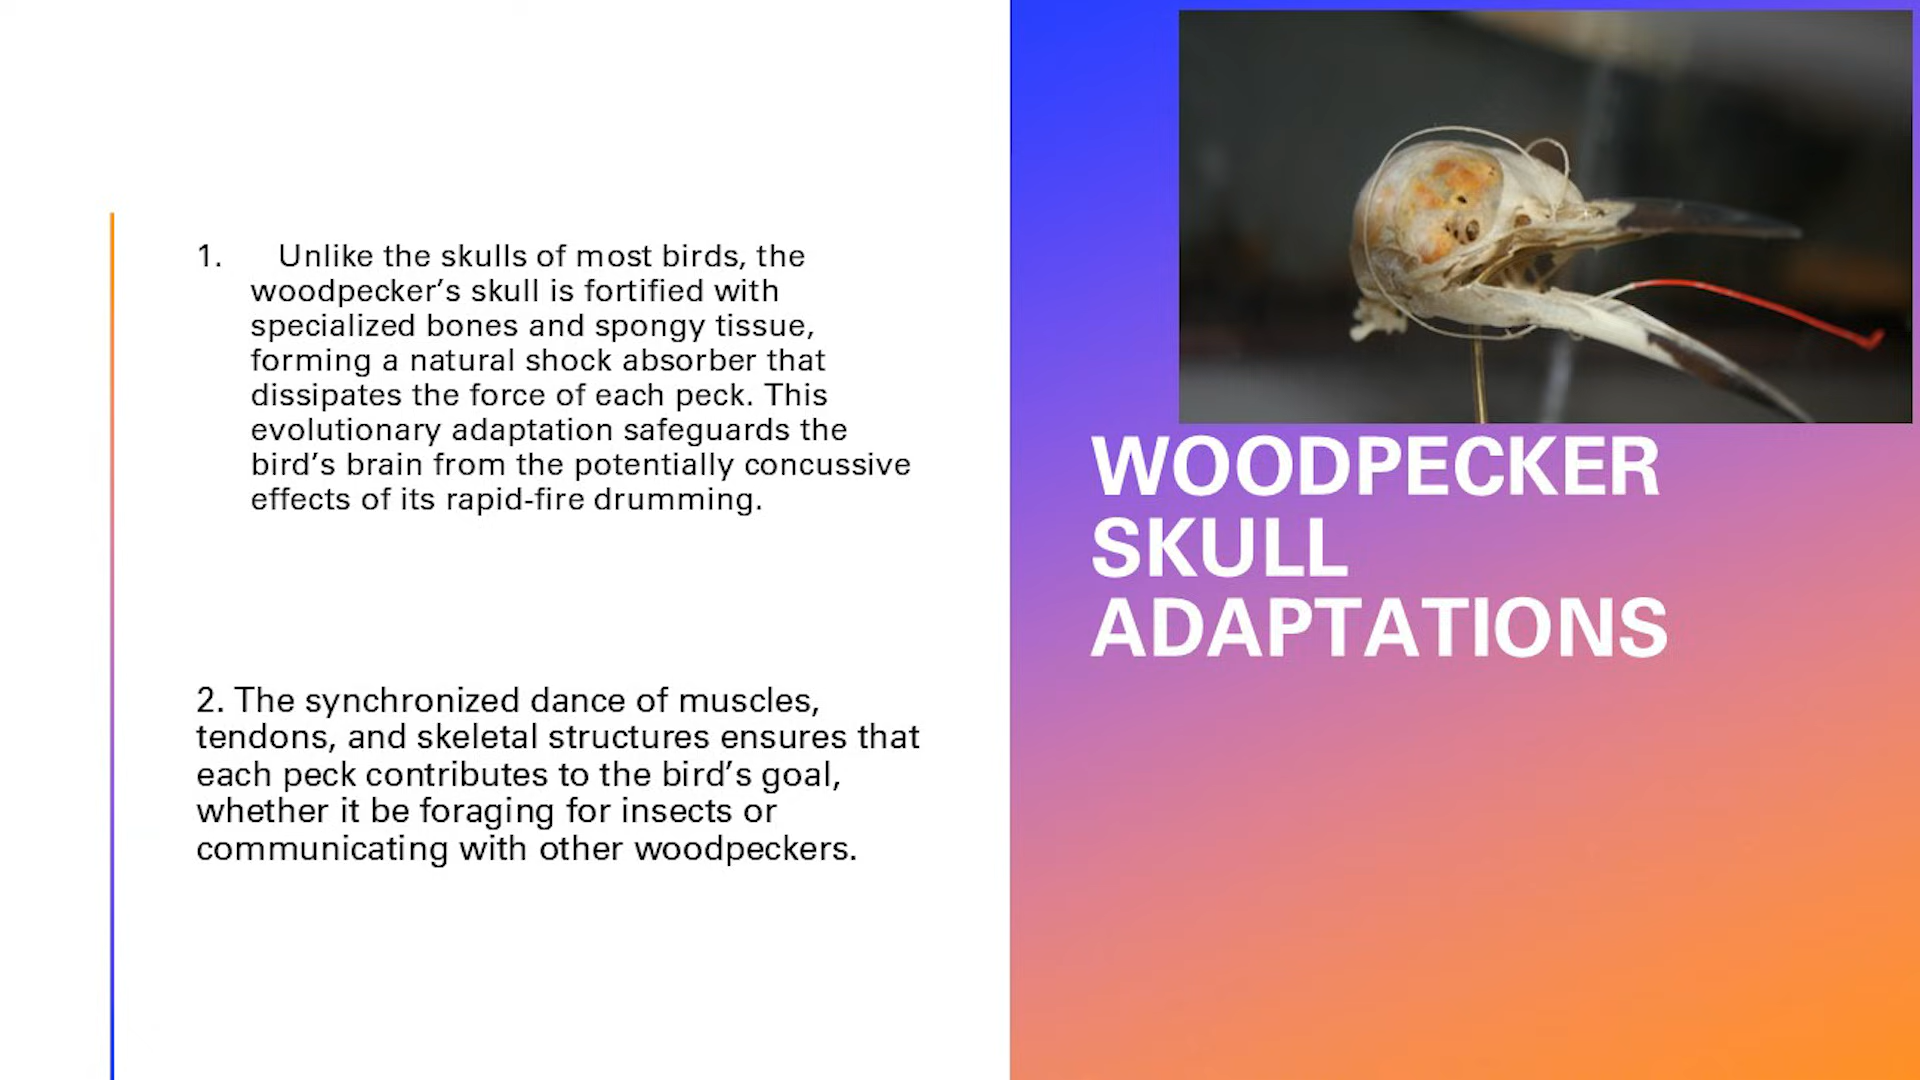 1. Unlike the skulls of most birds, the
woodpecker’s skull is fortified with
specialized bones and spongy tissue,
forming a natural shock absorber that
dissipates the force of each peck. This
evolutionary adaptation safeguards the
bird’s brain from the potentially concussive
effects of its rapid-fire drumming.
2. The synchronized dance of muscles,
tendons, and skeletal structures ensures that
each peck contributes to the bird’s goal,
whether it be foraging for insects or
communicating with other woodpeckers.
WOODPECKER
SKULL
ADAPTATIONS